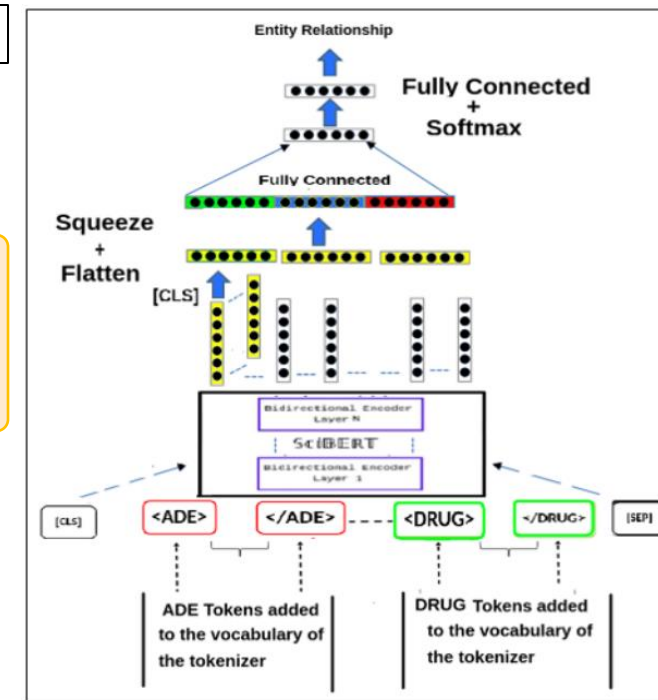 Entity Relationship
Fully Connected
+
Softmax
Fully Connected
Squeeze
+
Flatten
[CLS]
Bidirectional Encoder
Layer N
SciBERT
Bidirectional Encoder
Layer 1
[CLS]
<ADE>
</ADE>
<DRUG>
</DRUG>
[SEP]
ADE Tokens added
to the vocabulary of
the tokenizer
DRUG Tokens added
to the vocabulary of
the tokenizer